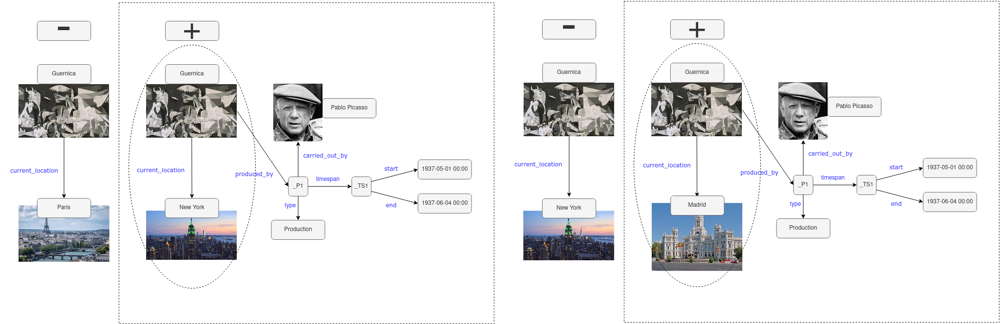 -
+
Guernica
Guernica
Pablo Picasso
carried_out_by
current_location
current_location
produced_by
_P1
timespan
_TS1
start
1937-05-01 00:00
end
1937-06-04 00:00
type
Production
Paris
New York
-
+
Guernica
Guernica
Pablo Picasso
carried_out_by
current_location
current_location
produced_by
_P1
timespan
_TS1
start
1937-05-01 00:00
end
1937-06-04 00:00
type
Production
New York
Madrid